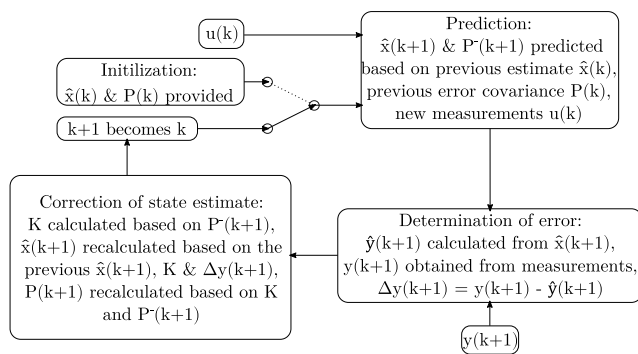 u(k)
Initilization:
x̂(k) & P(k) provided
k+1 becomes k
Prediction:
x̂(k+1) & P⁻(k+1) predicted
based on previous estimate x̂(k),
previous error covariance P(k),
new measurements u(k)
Determination of error:
ŷ(k+1) calculated from x̂(k+1),
y(k+1) obtained from measurements,
Δy(k+1) = y(k+1) - ŷ(k+1)
y(k+1)
Correction of state estimate:
K calculated based on P⁻(k+1),
x̂(k+1) recalculated based on the
previous x̂(k+1), K & Δy(k+1),
P(k+1) recalculated based on K
and P⁻(k+1)